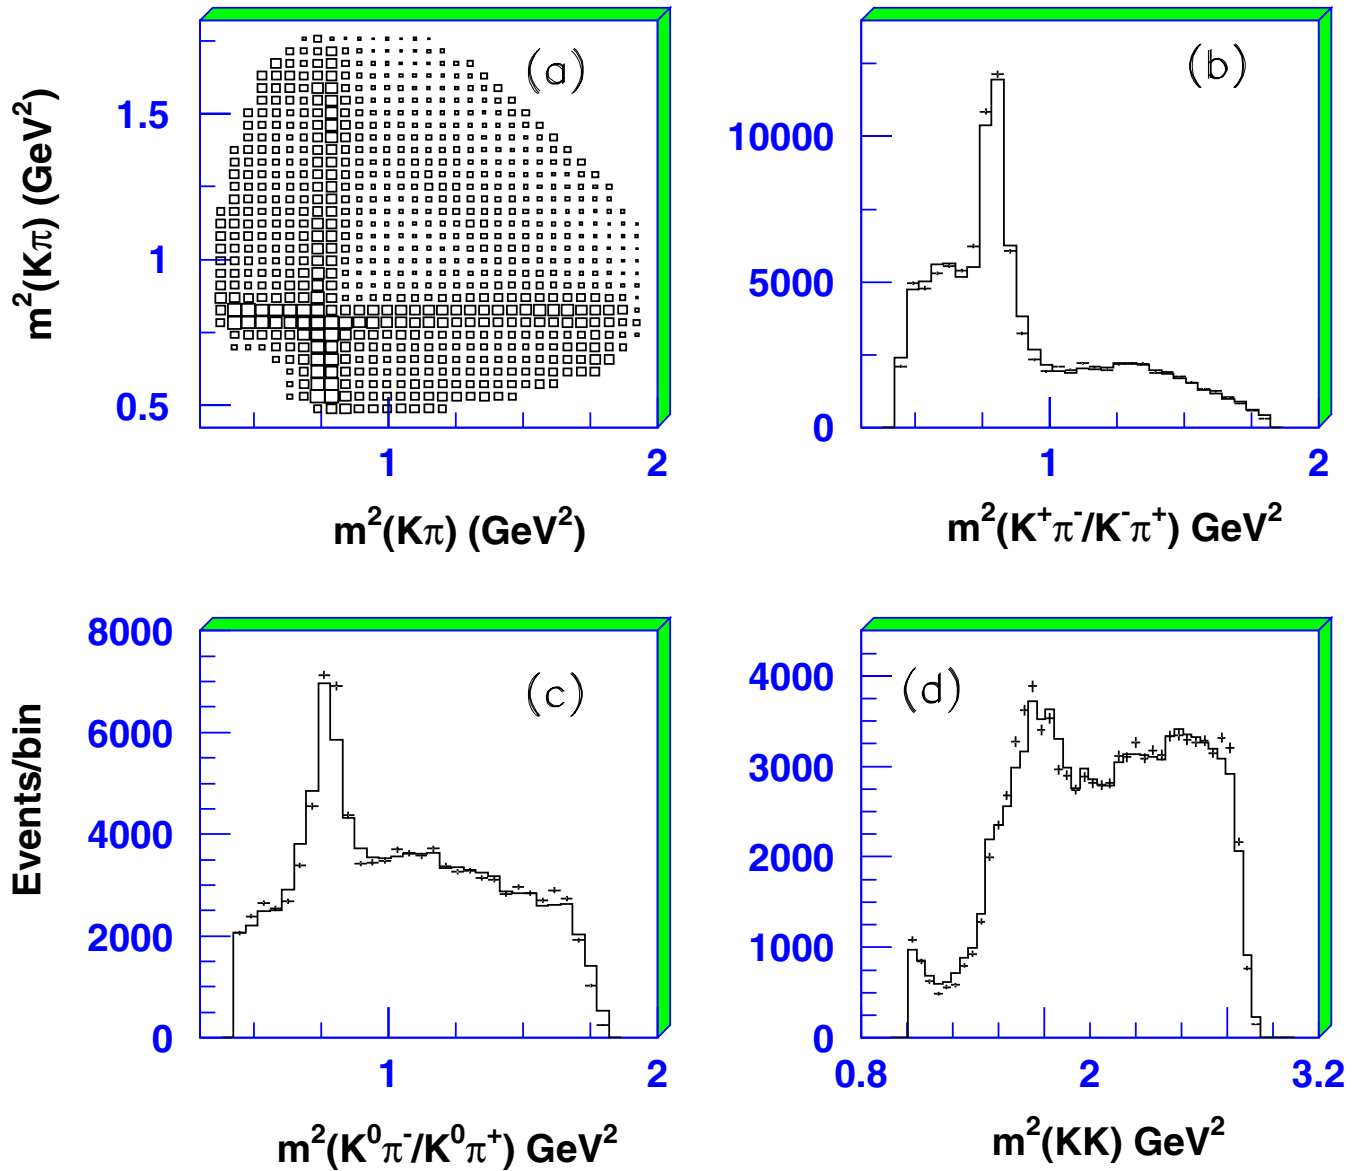 (a)
m²(Kπ) (GeV²)
1.5
1
0.5
1 2
m²(Kπ) (GeV²)
(b)
10000
5000
0
1 2
m²(K⁺π⁻/K⁻π⁺) GeV²
(c)
Events/bin
8000
6000
4000
2000
0
1 2
m²(K⁰π⁻/K⁰π⁺) GeV²
(d)
4000
3000
2000
1000
0
0.8 2 3.2
m²(KK) GeV²